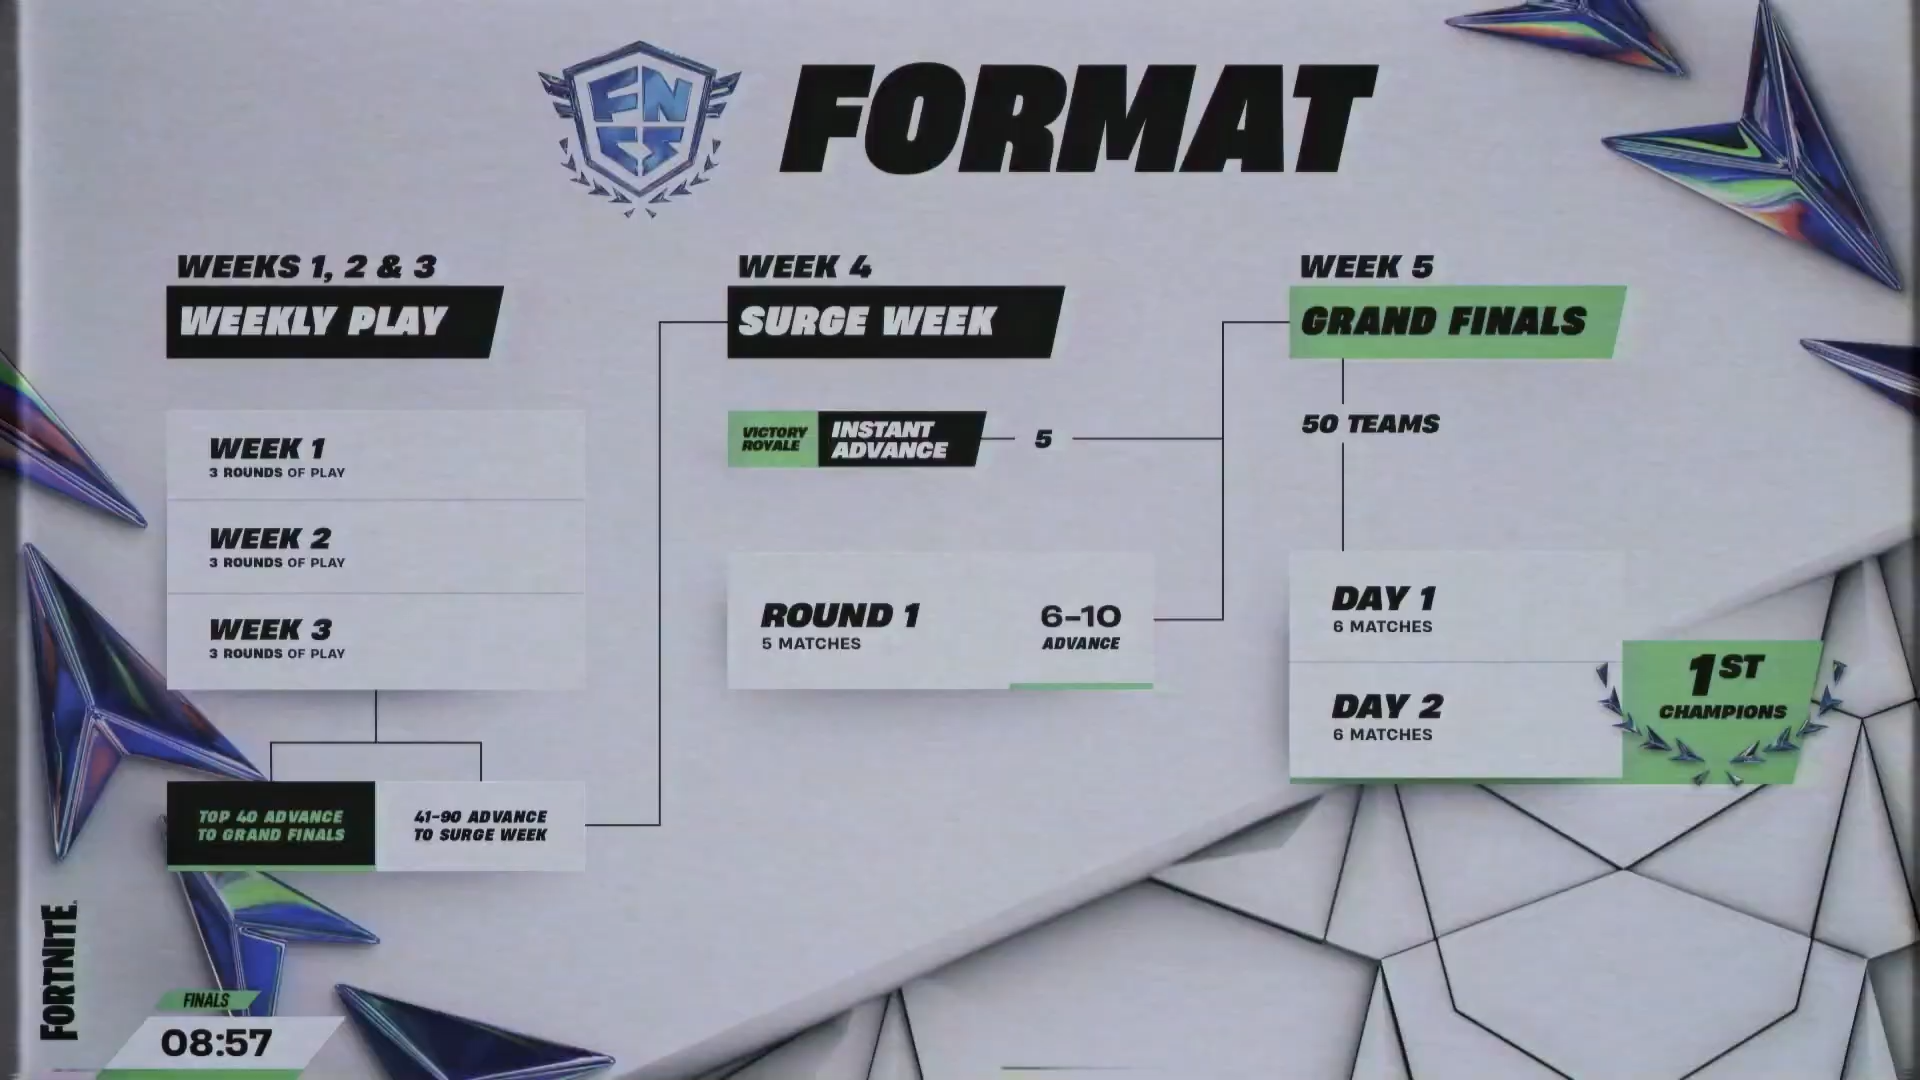 FNCS
FORMAT
WEEKS 1, 2 & 3
WEEKLY PLAY
WEEK 1
3 ROUNDS OF PLAY
WEEK 2
3 ROUNDS OF PLAY
WEEK 3
3 ROUNDS OF PLAY
TOP 40 ADVANCE
TO GRAND FINALS
41-90 ADVANCE
TO SURGE WEEK
WEEK 4
SURGE WEEK
VICTORY
ROYALE
INSTANT
ADVANCE
5
ROUND 1
5 MATCHES
6-10
ADVANCE
WEEK 5
GRAND FINALS
50 TEAMS
DAY 1
6 MATCHES
DAY 2
6 MATCHES
1ST
CHAMPIONS
FORTNITE
FINALS
08:57